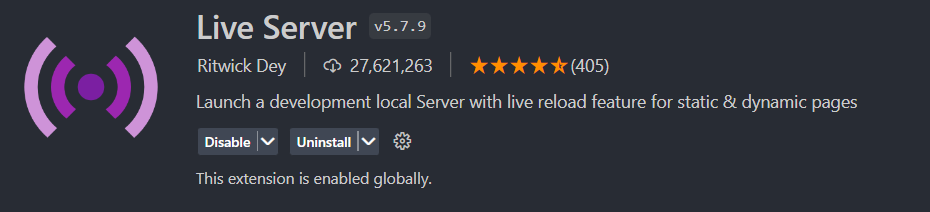 Live Server v5.7.9
Ritwick Dey 27,621,263 (405)
Launch a development local Server with live reload feature for static & dynamic pages
Disable Uninstall
This extension is enabled globally.